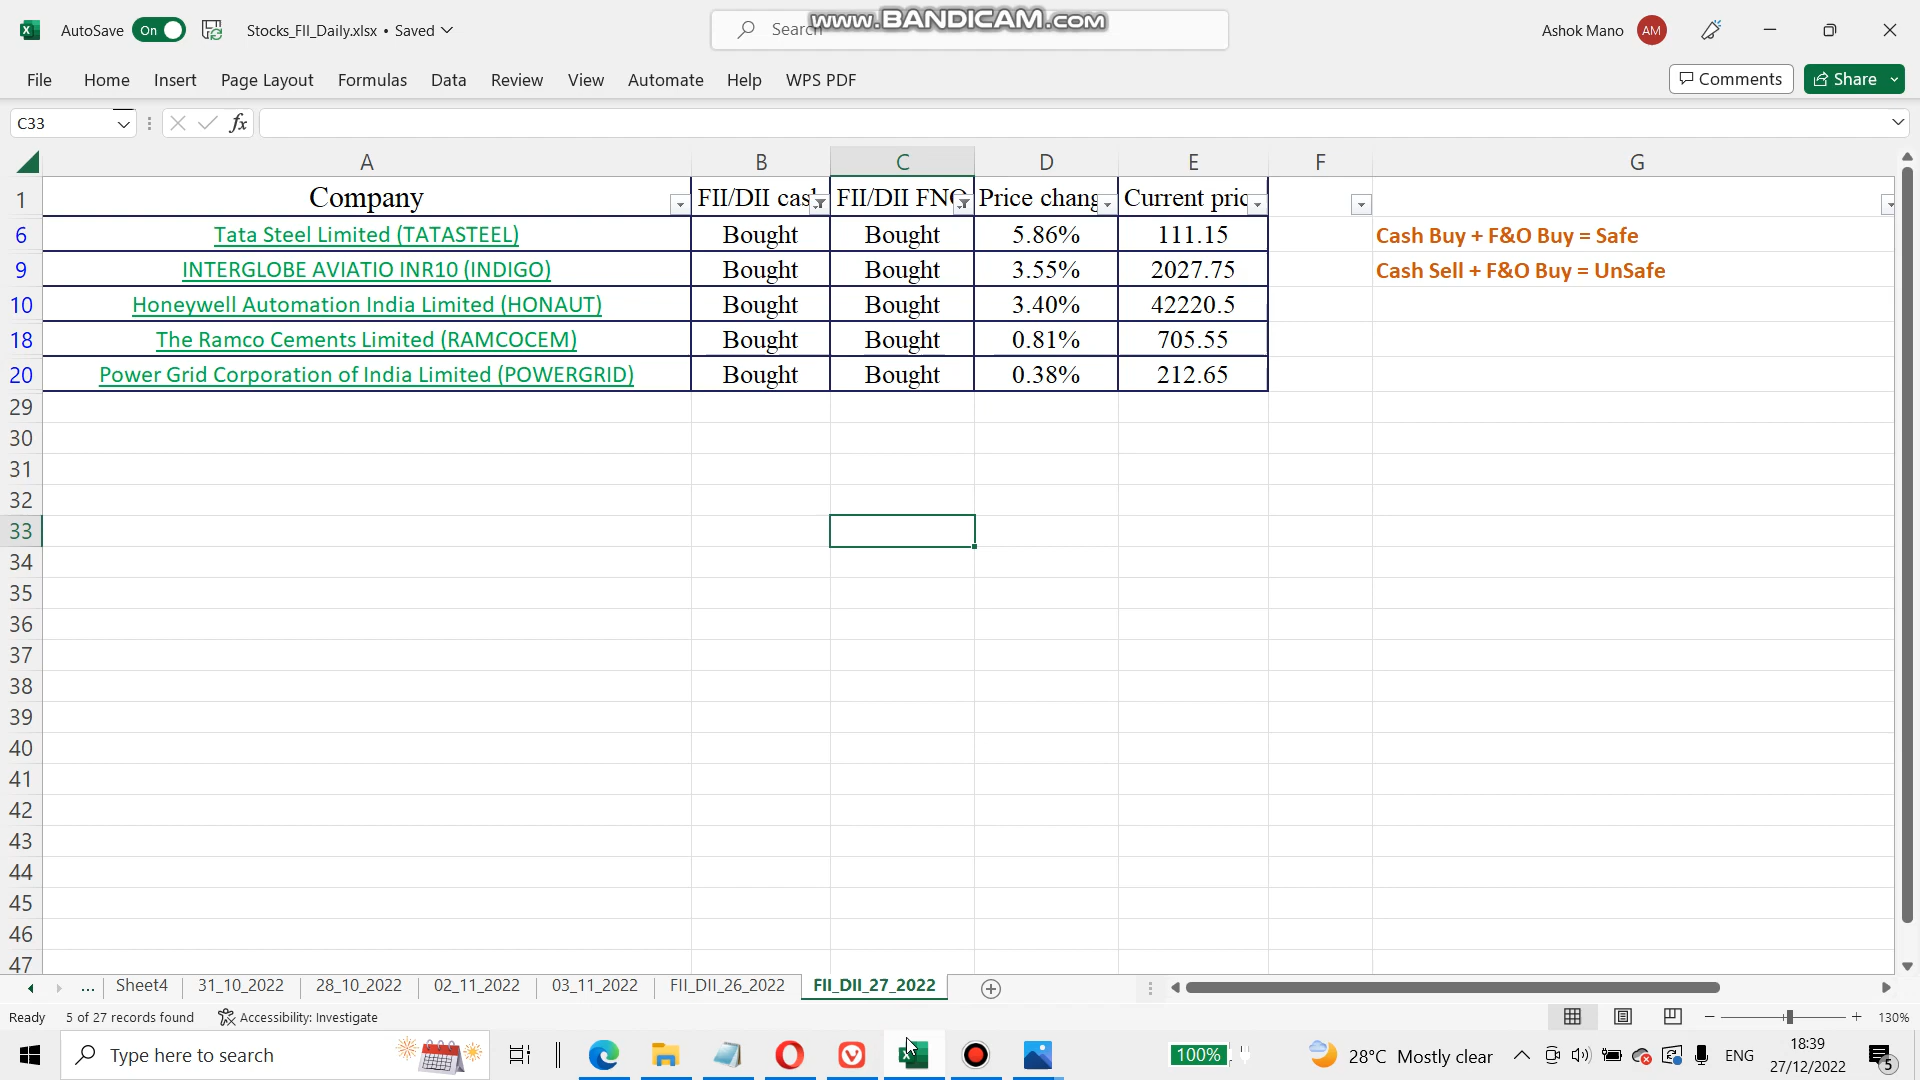 www.BANDICAM.com
AutoSave On Stocks_FII_Daily.xlsx • Saved Search Ashok Mano AM
File Home Insert Page Layout Formulas Data Review View Automate Help WPS PDF Comments Share
C33 fx
A B C D E F G
1 Company FII/DII cas FII/DII FNO Price chang Current pric
6 Tata Steel Limited (TATASTEEL) Bought Bought 5.86% 111.15 Cash Buy + F&O Buy = Safe
9 INTERGLOBE AVIATIO INR10 (INDIGO) Bought Bought 3.55% 2027.75 Cash Sell + F&O Buy = UnSafe
10 Honeywell Automation India Limited (HONAUT) Bought Bought 3.40% 42220.5
18 The Ramco Cements Limited (RAMCOCEM) Bought Bought 0.81% 705.55
20 Power Grid Corporation of India Limited (POWERGRID) Bought Bought 0.38% 212.65
29
30
31
32
33
34
35
36
37
38
39
40
41
42
43
44
45
46
47
... Sheet4 31_10_2022 28_10_2022 02_11_2022 03_11_2022 FII_DII_26_2022 FII_DII_27_2022
Ready 5 of 27 records found Accessibility: Investigate 130%
Type here to search 100% 28°C Mostly clear ENG 18:39
27/12/2022 5